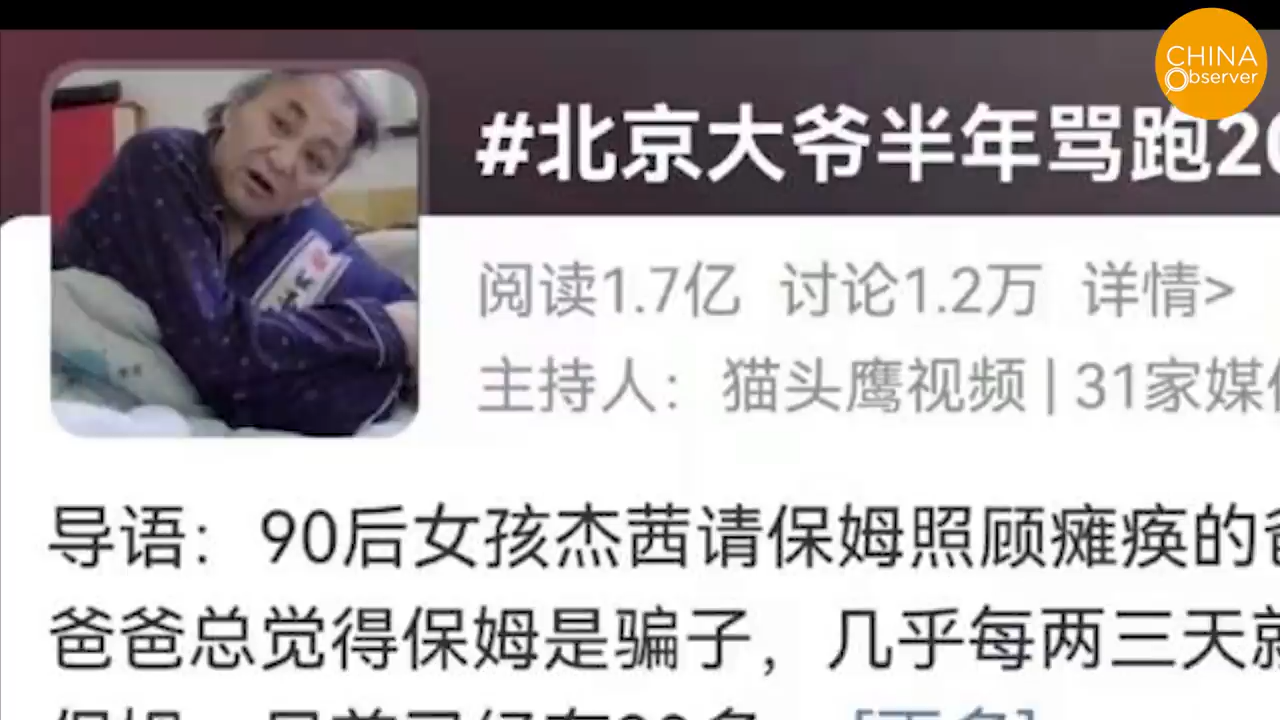 CHINA
Observer
#北京大爷半年骂跑20
阅读1.7亿 讨论1.2万 详情>
主持人：猫头鹰视频 | 31家媒
导语：90后女孩杰茜请保姆照顾瘫痪的
爸爸总觉得保姆是骗子，几乎每两三天